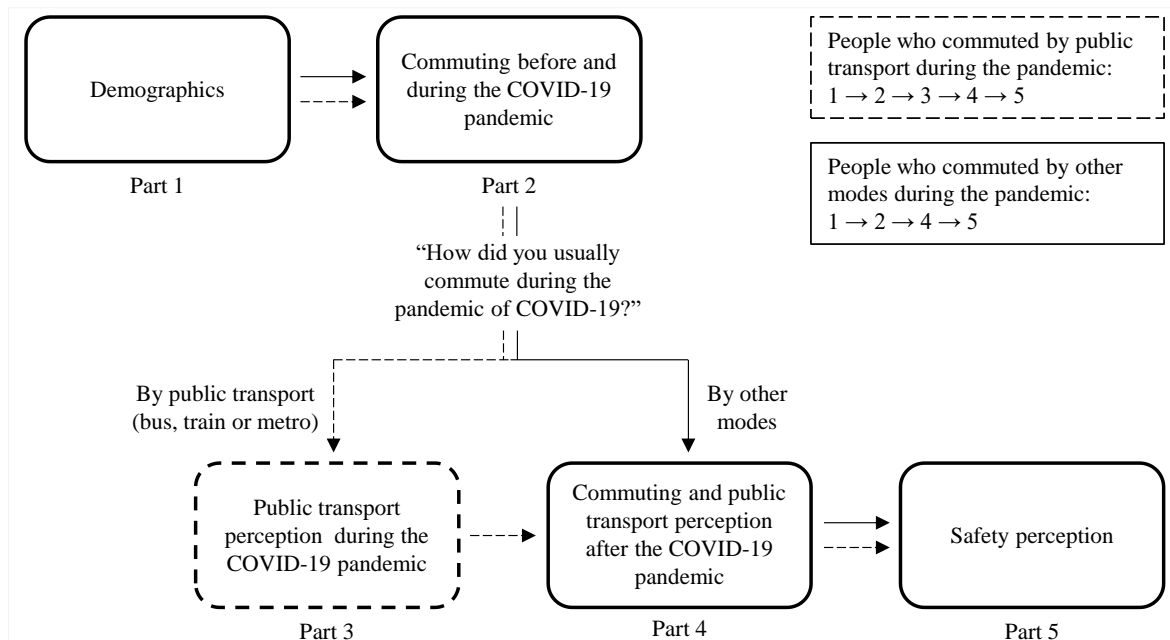 Demographics
Part 1
Commuting before and
during the COVID-19
pandemic
Part 2
People who commuted by public
transport during the pandemic:
1 → 2 → 3 → 4 → 5
People who commuted by other
modes during the pandemic:
1 → 2 → 4 → 5
“How did you usually
commute during the
pandemic of COVID-19?”
By public transport
(bus, train or metro)
By other
modes
Public transport
perception during the
COVID-19 pandemic
Part 3
Commuting and public
transport perception
after the COVID-19
pandemic
Part 4
Safety perception
Part 5